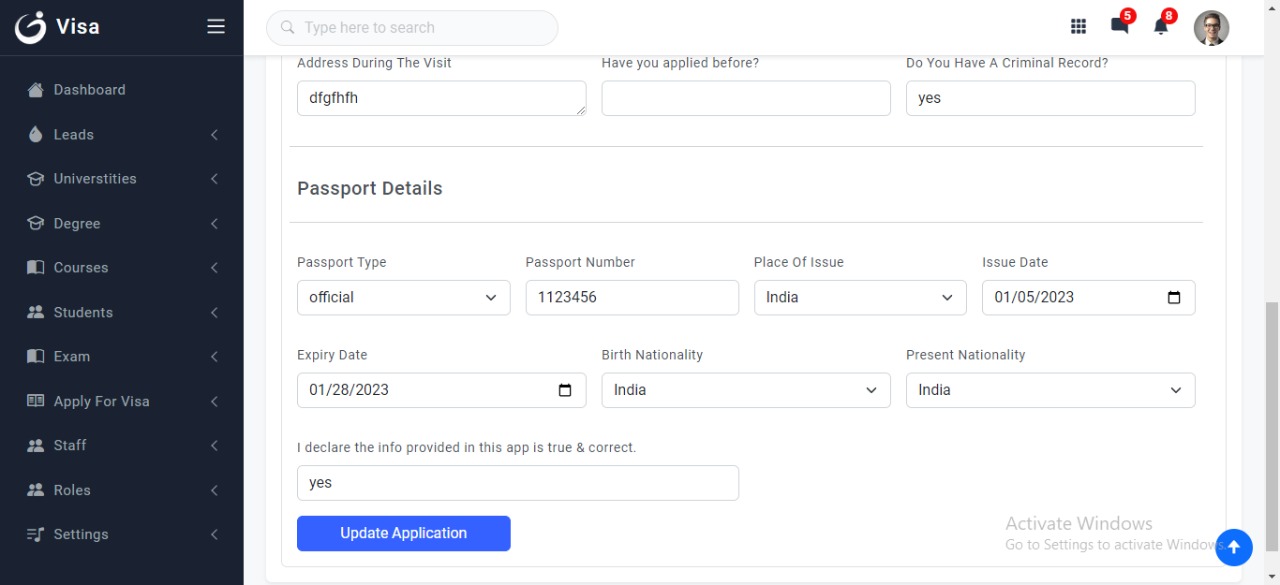 Visa
Type here to search
5
8
Dashboard
Leads
Universtities
Degree
Courses
Students
Exam
Apply For Visa
Staff
Roles
Settings
Address During The Visit Have you applied before? Do You Have A Criminal Record?
dfgfhfh yes
Passport Details
Passport Type Passport Number Place Of Issue Issue Date
official 1123456 India 01/05/2023
Expiry Date Birth Nationality Present Nationality
01/28/2023 India India
I declare the info provided in this app is true & correct.
yes
Update Application
Activate Windows
Go to Settings to activate Windows.